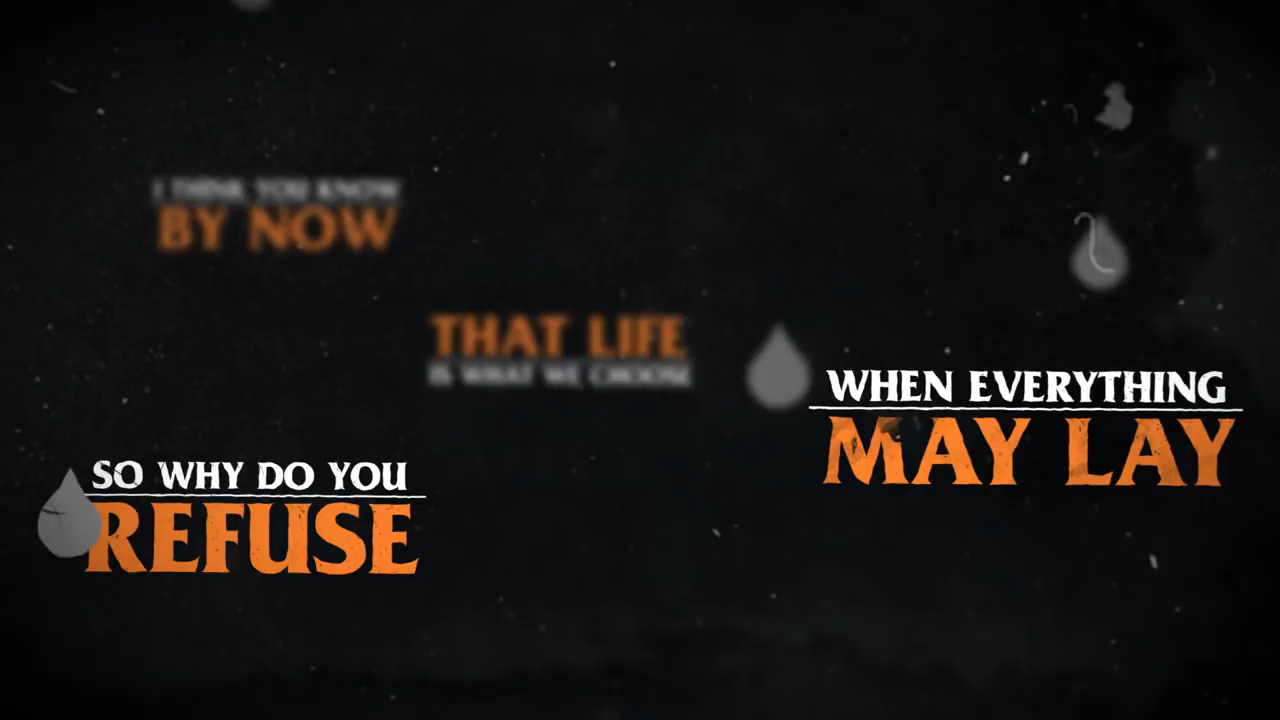 I THINK YOU KNOW
BY NOW
THAT LIFE
IS WHAT WE CHOOSE
SO WHY DO YOU
REFUSE
WHEN EVERYTHING
MAY LAY